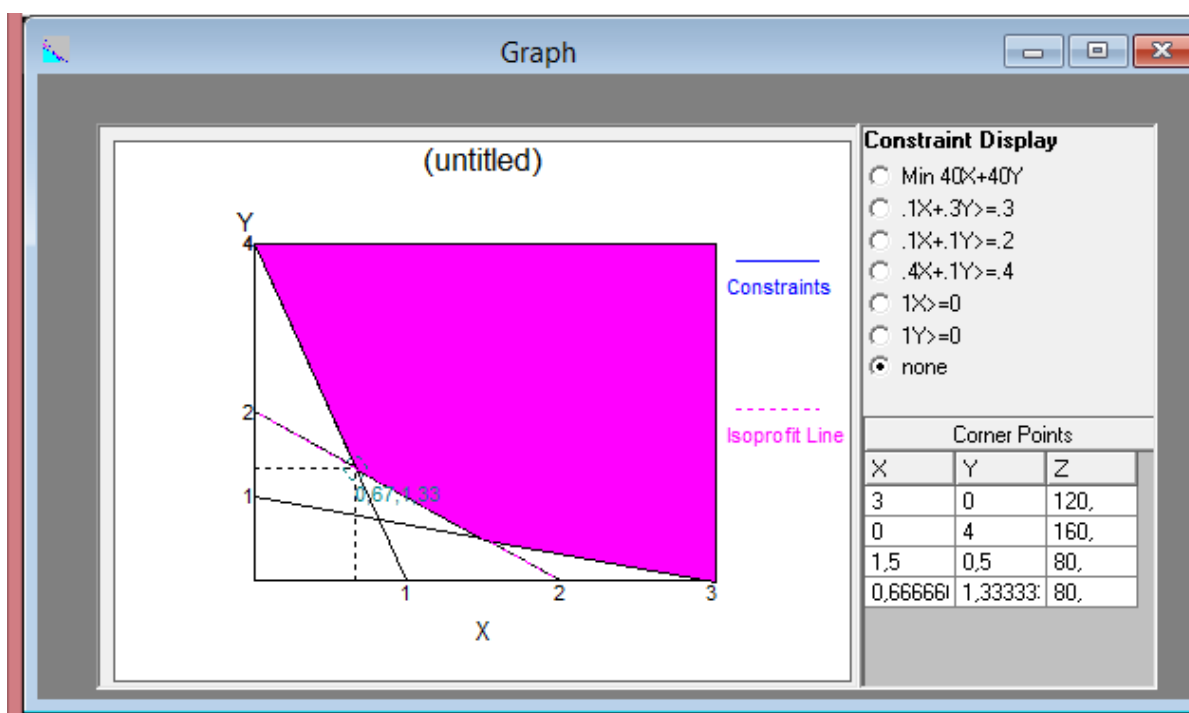 Graph
(untitled)
Y
4
2
1
0.67,1.33
1
2
3
X
Constraints
Isoprofit Line
Constraint Display
Min 40X+40Y
.1X+.3Y>=.3
.1X+.1Y>=.2
.4X+.1Y>=.4
1X>=0
1Y>=0
none
Corner Points
X Y Z
3 0 120,
0 4 160,
1,5 0,5 80,
0,666666 1,333333 80,